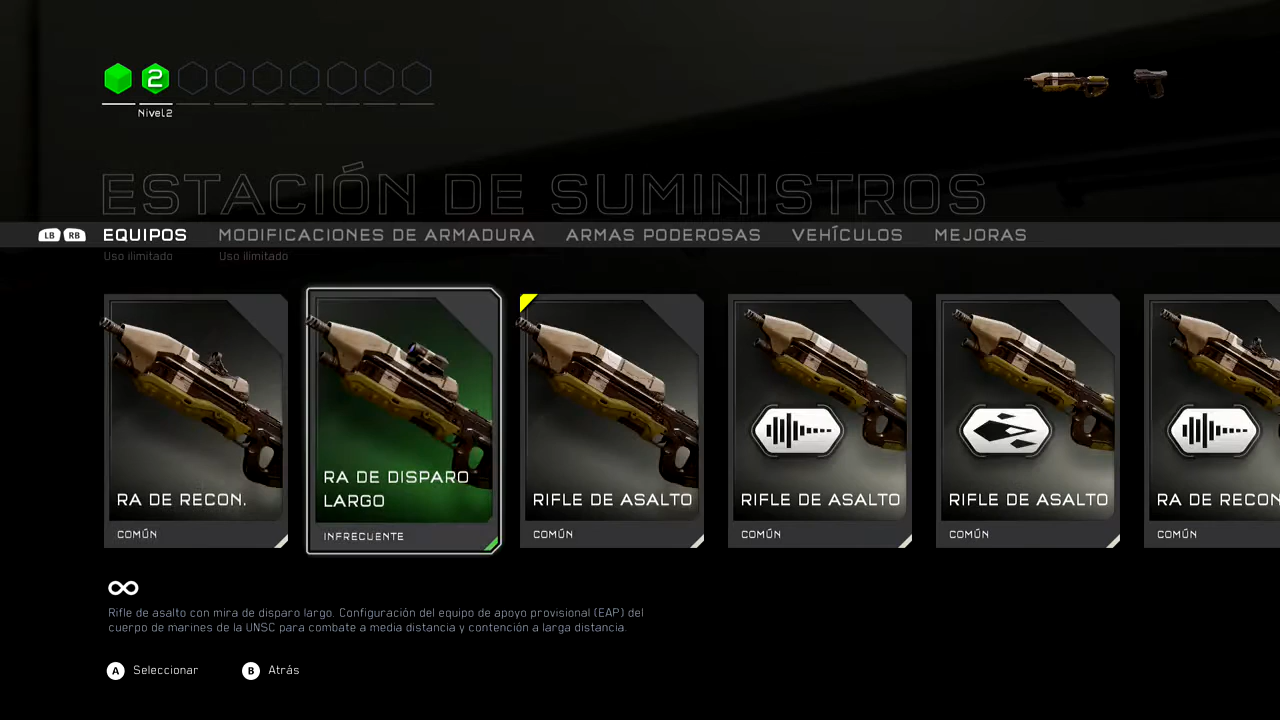 2
Nivel2
ESTACIÓN DE SUMINISTROS
LB RB EQUIPOS MODIFICACIONES DE ARMADURA ARMAS PODEROSAS VEHÍCULOS MEJORAS
Uso ilimitado Uso ilimitado
RA DE RECON.
COMÚN
RA DE DISPARO
LARGO
INFRECUENTE
RIFLE DE ASALTO
COMÚN
RIFLE DE ASALTO
COMÚN
RIFLE DE ASALTO
COMÚN
RA DE RECON
COMÚN
Rifle de asalto con mira de disparo largo. Configuración del equipo de apoyo provisional (EAP) del
cuerpo de marines de la UNSC para combate a media distancia y contención a larga distancia.
A Seleccionar B Atrás